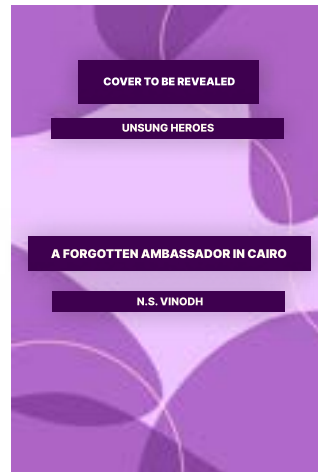 COVER TO BE REVEALED
UNSUNG HEROES
A FORGOTTEN AMBASSADOR IN CAIRO
N.S. VINODH